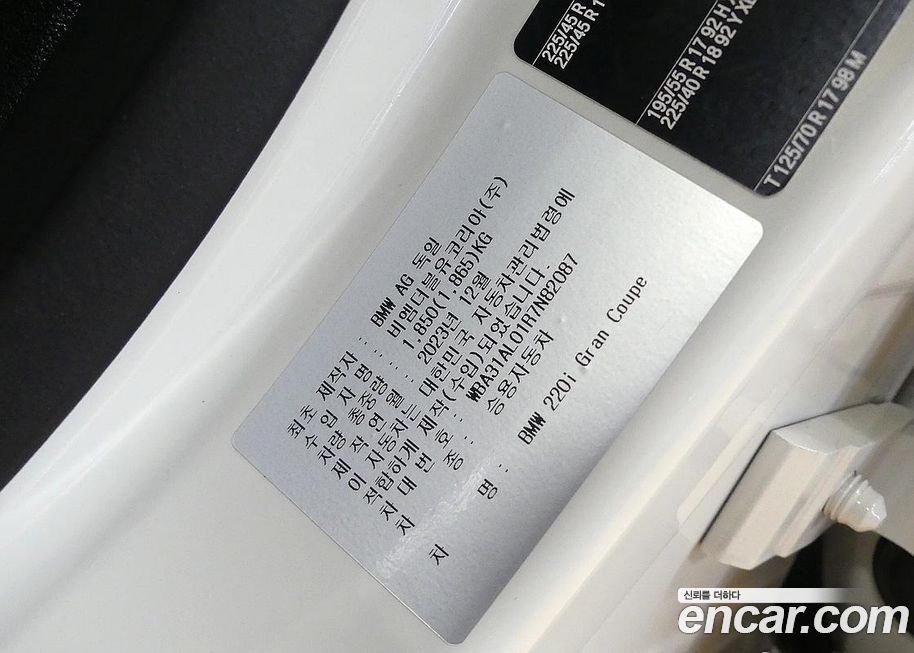 225/45 R
225/45 R 1
195/55 R 17 92 H
225/40 R 18 92 Y XL
T 125/70 R 17 98 M
최초 제작자 : BMW AG 독일
수 입 자 명 : 비엠더블유코리아(주)
차량 총중량 : 1,850(1,865)KG
제 작 연 월 : 2023년 12월
이 자동차는 대한민국 자동차관리법령에
적합하게 제작(수입)되었습니다.
차 대 번 호 : WBA31AL01R7N82087
차 종 : 승용자동차
차 명 : BMW 220i Gran Coupe
신뢰를 더하다
encar.com